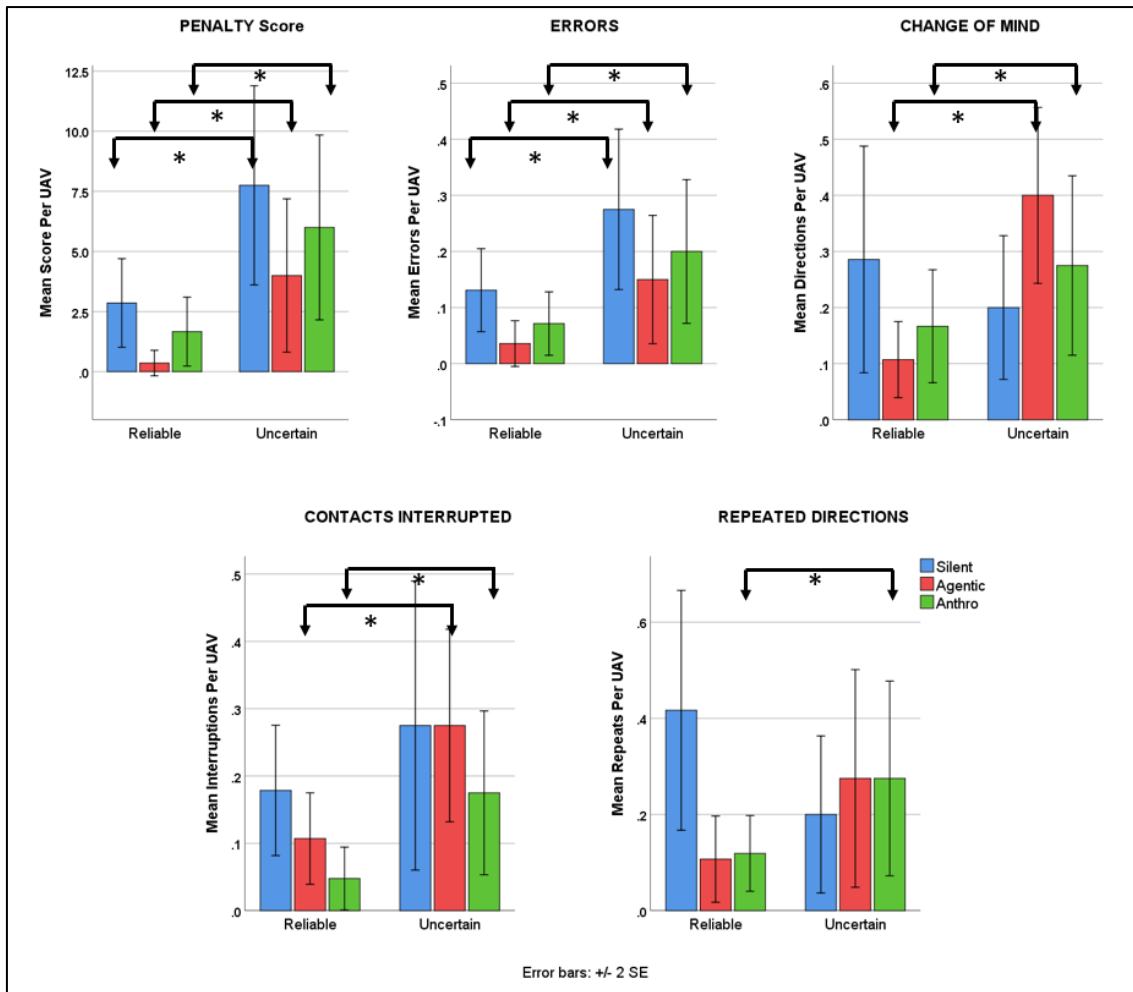 PENALTY Score
Mean Score Per UAV
12.5
10.0
7.5
5.0
2.5
.0
*
*
*
Reliable
Uncertain
ERRORS
Mean Errors Per UAV
.5
.4
.3
.2
.1
.0
-.1
*
*
*
Reliable
Uncertain
CHANGE OF MIND
Mean Directions Per UAV
.6
.5
.4
.3
.2
.1
.0
*
*
Reliable
Uncertain
CONTACTS INTERRUPTED
Mean Interruptions Per UAV
.5
.4
.3
.2
.1
.0
*
*
Reliable
Uncertain
REPEATED DIRECTIONS
Mean Repeats Per UAV
.6
.4
.2
.0
*
Reliable
Uncertain
Silent
Agentic
Anthro
Error bars: +/- 2 SE